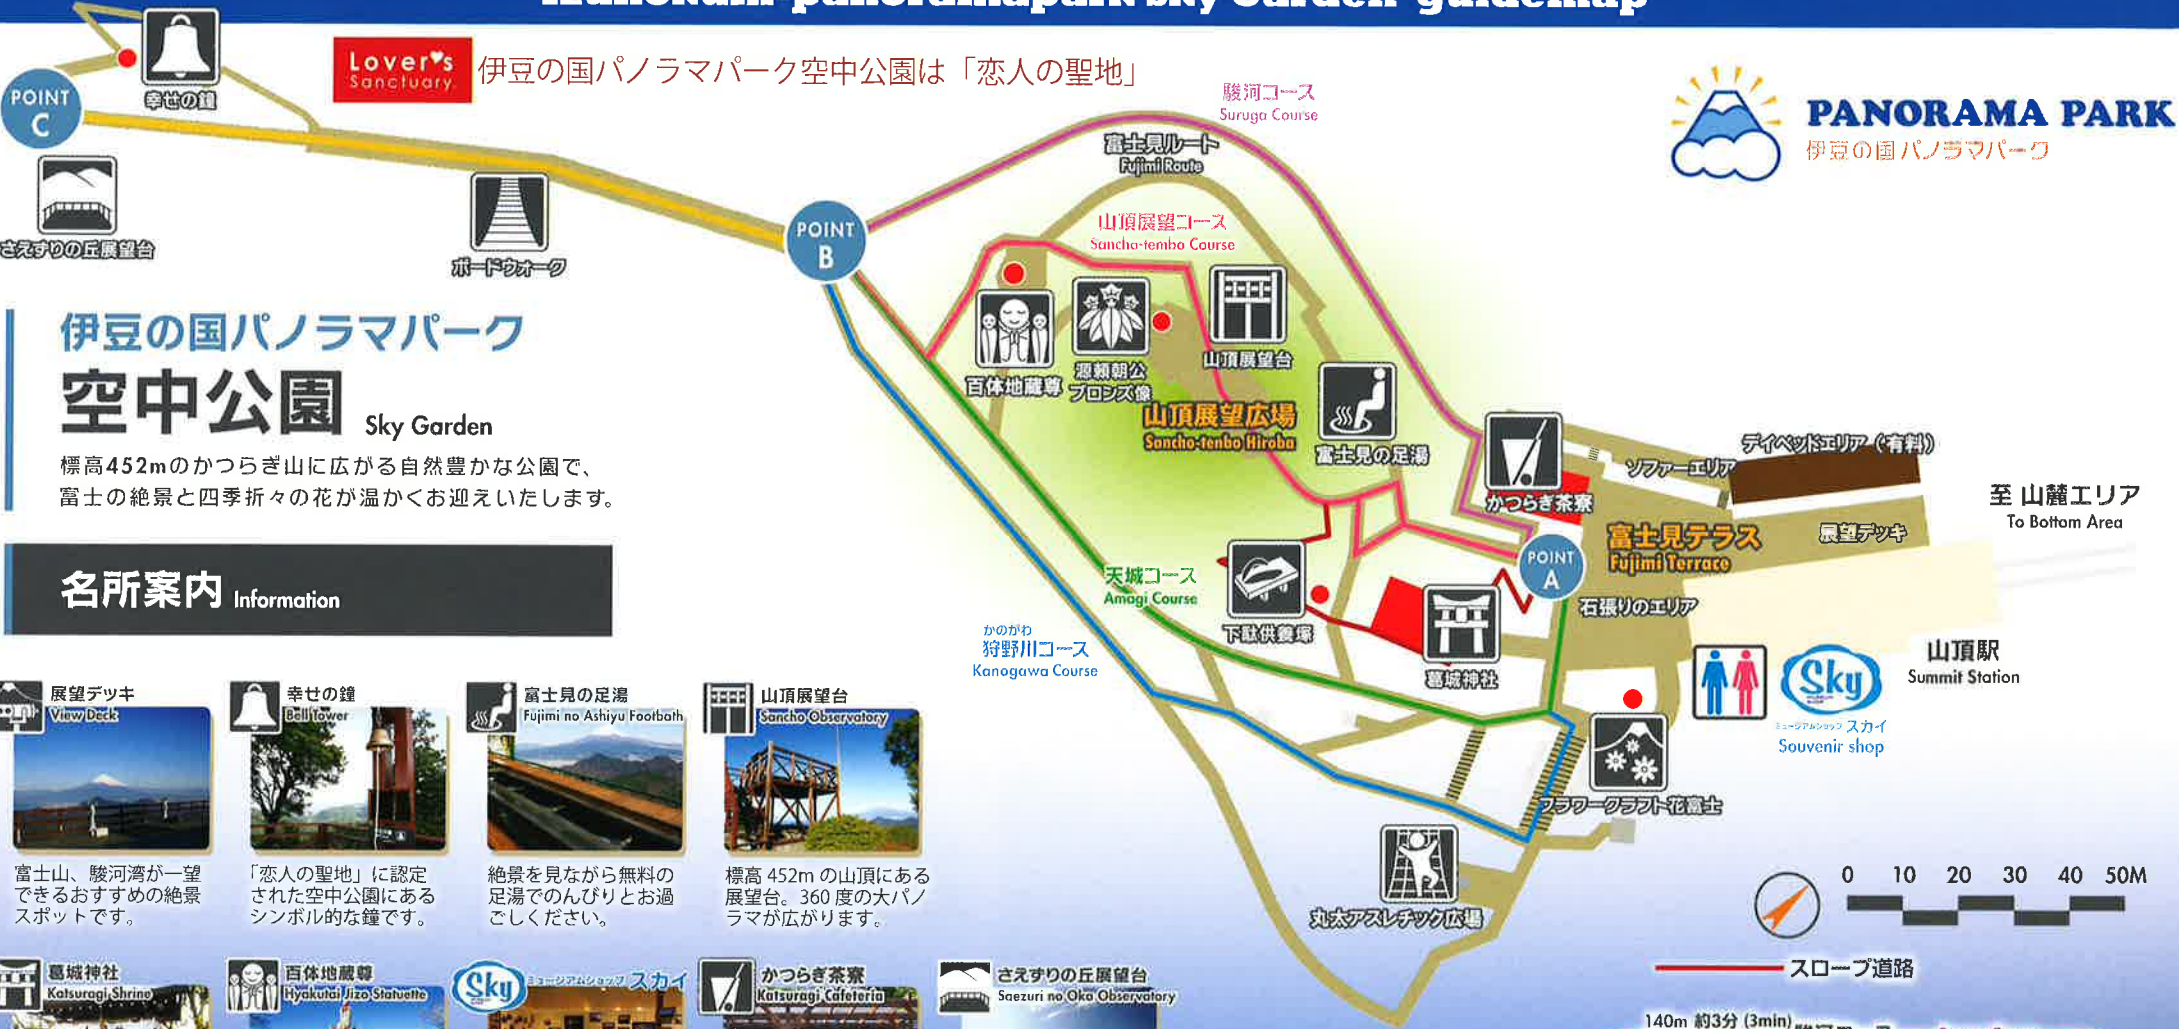 POINT
C
幸せの鐘
Lover♥s
Sanctuary
伊豆の国パノラマパーク空中公園は「恋人の聖地」
駿河コース
Suruga Course
PANORAMA PARK
伊豆の国パノラマパーク
富士見ルート
Fujimi Route
さえずりの丘展望台
ボードウォーク
POINT
B
山頂展望コース
Sancho-tembo Course
百体地蔵尊
源頼朝公
ブロンズ像
山頂展望台
山頂展望広場
Sancho-tenbo Hiroba
富士見の足湯
かつらぎ茶寮
ソファーエリア
デイベッドエリア（有料）
至 山麓エリア
To Bottom Area
富士見テラス
Fujimi Terrace
展望デッキ
POINT
A
石張りのエリア
伊豆の国パノラマパーク
空中公園 Sky Garden
標高452mのかつらぎ山に広がる自然豊かな公園で、
富士の絶景と四季折々の花が温かくお迎えいたします。
天城コース
Amagi Course
下駄供養塚
葛城神社
かのがわ
狩野川コース
Kanogawa Course
山頂駅
Summit Station
Sky
ミュージアムショップ スカイ
Souvenir shop
フラワークラフト花富士
丸太アスレチック広場
名所案内 Information
展望デッキ
View Deck
富士山、駿河湾が一望
できるおすすめの絶景
スポットです。
幸せの鐘
Bell Tower
「恋人の聖地」に認定
された空中公園にある
シンボル的な鐘です。
富士見の足湯
Fujimi no Ashiyu Footbath
絶景を見ながら無料の
足湯でのんびりとお過
ごしください。
山頂展望台
Sancho Observatory
標高 452m の山頂にある
展望台。360 度の大パノ
ラマが広がります。
0 10 20 30 40 50M
スロープ道路
葛城神社
Katsuragi Shrine
百体地蔵尊
Hyakutai Jizo Statuette
Sky ミュージアムショップ スカイ
かつらぎ茶寮
Katsuragi Cafeteria
さえずりの丘展望台
Saezuri no Oka Observatory
140m 約3分 (3min)